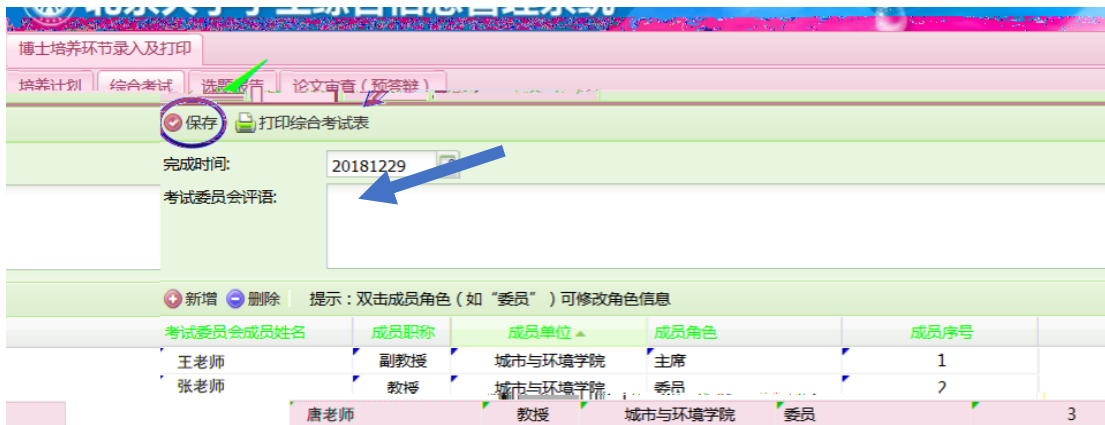 博士培养环节录入及打印
培养计划 综合考试 选题报告 论文审查（预答辩）
保存 打印综合考试表
完成时间: 20181229
考试委员会评语:
新增 删除 提示：双击成员角色（如“委员”）可修改角色信息
考试委员会成员姓名 成员职称 成员单位 成员角色 成员序号
王老师 副教授 城市与环境学院 主席 1
张老师 教授 城市与环境学院 委员 2
唐老师 教授 城市与环境学院 委员 3